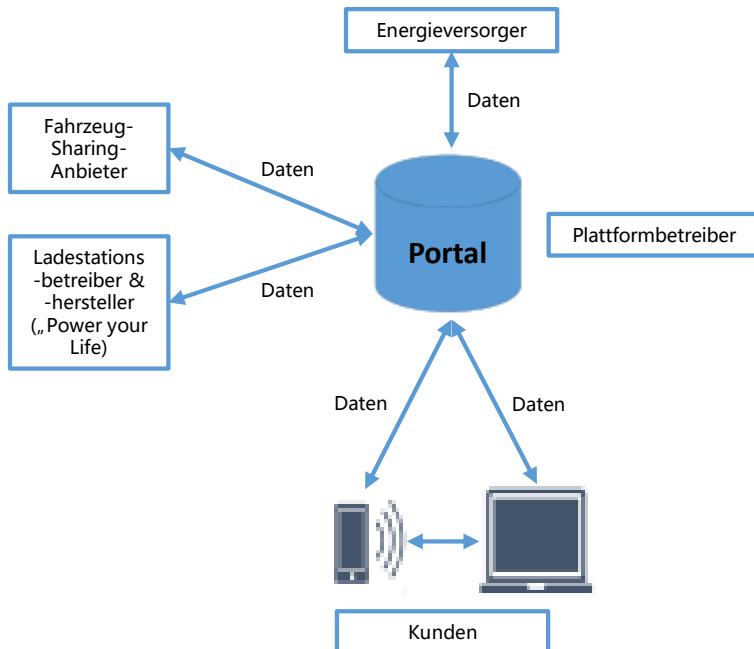 Energieversorger
Daten
Fahrzeug-
Sharing-
Anbieter
Daten
Portal
Plattformbetreiber
Ladestations
-betreiber &
-hersteller
(„Power your
Life)
Daten
Daten
Daten
Kunden